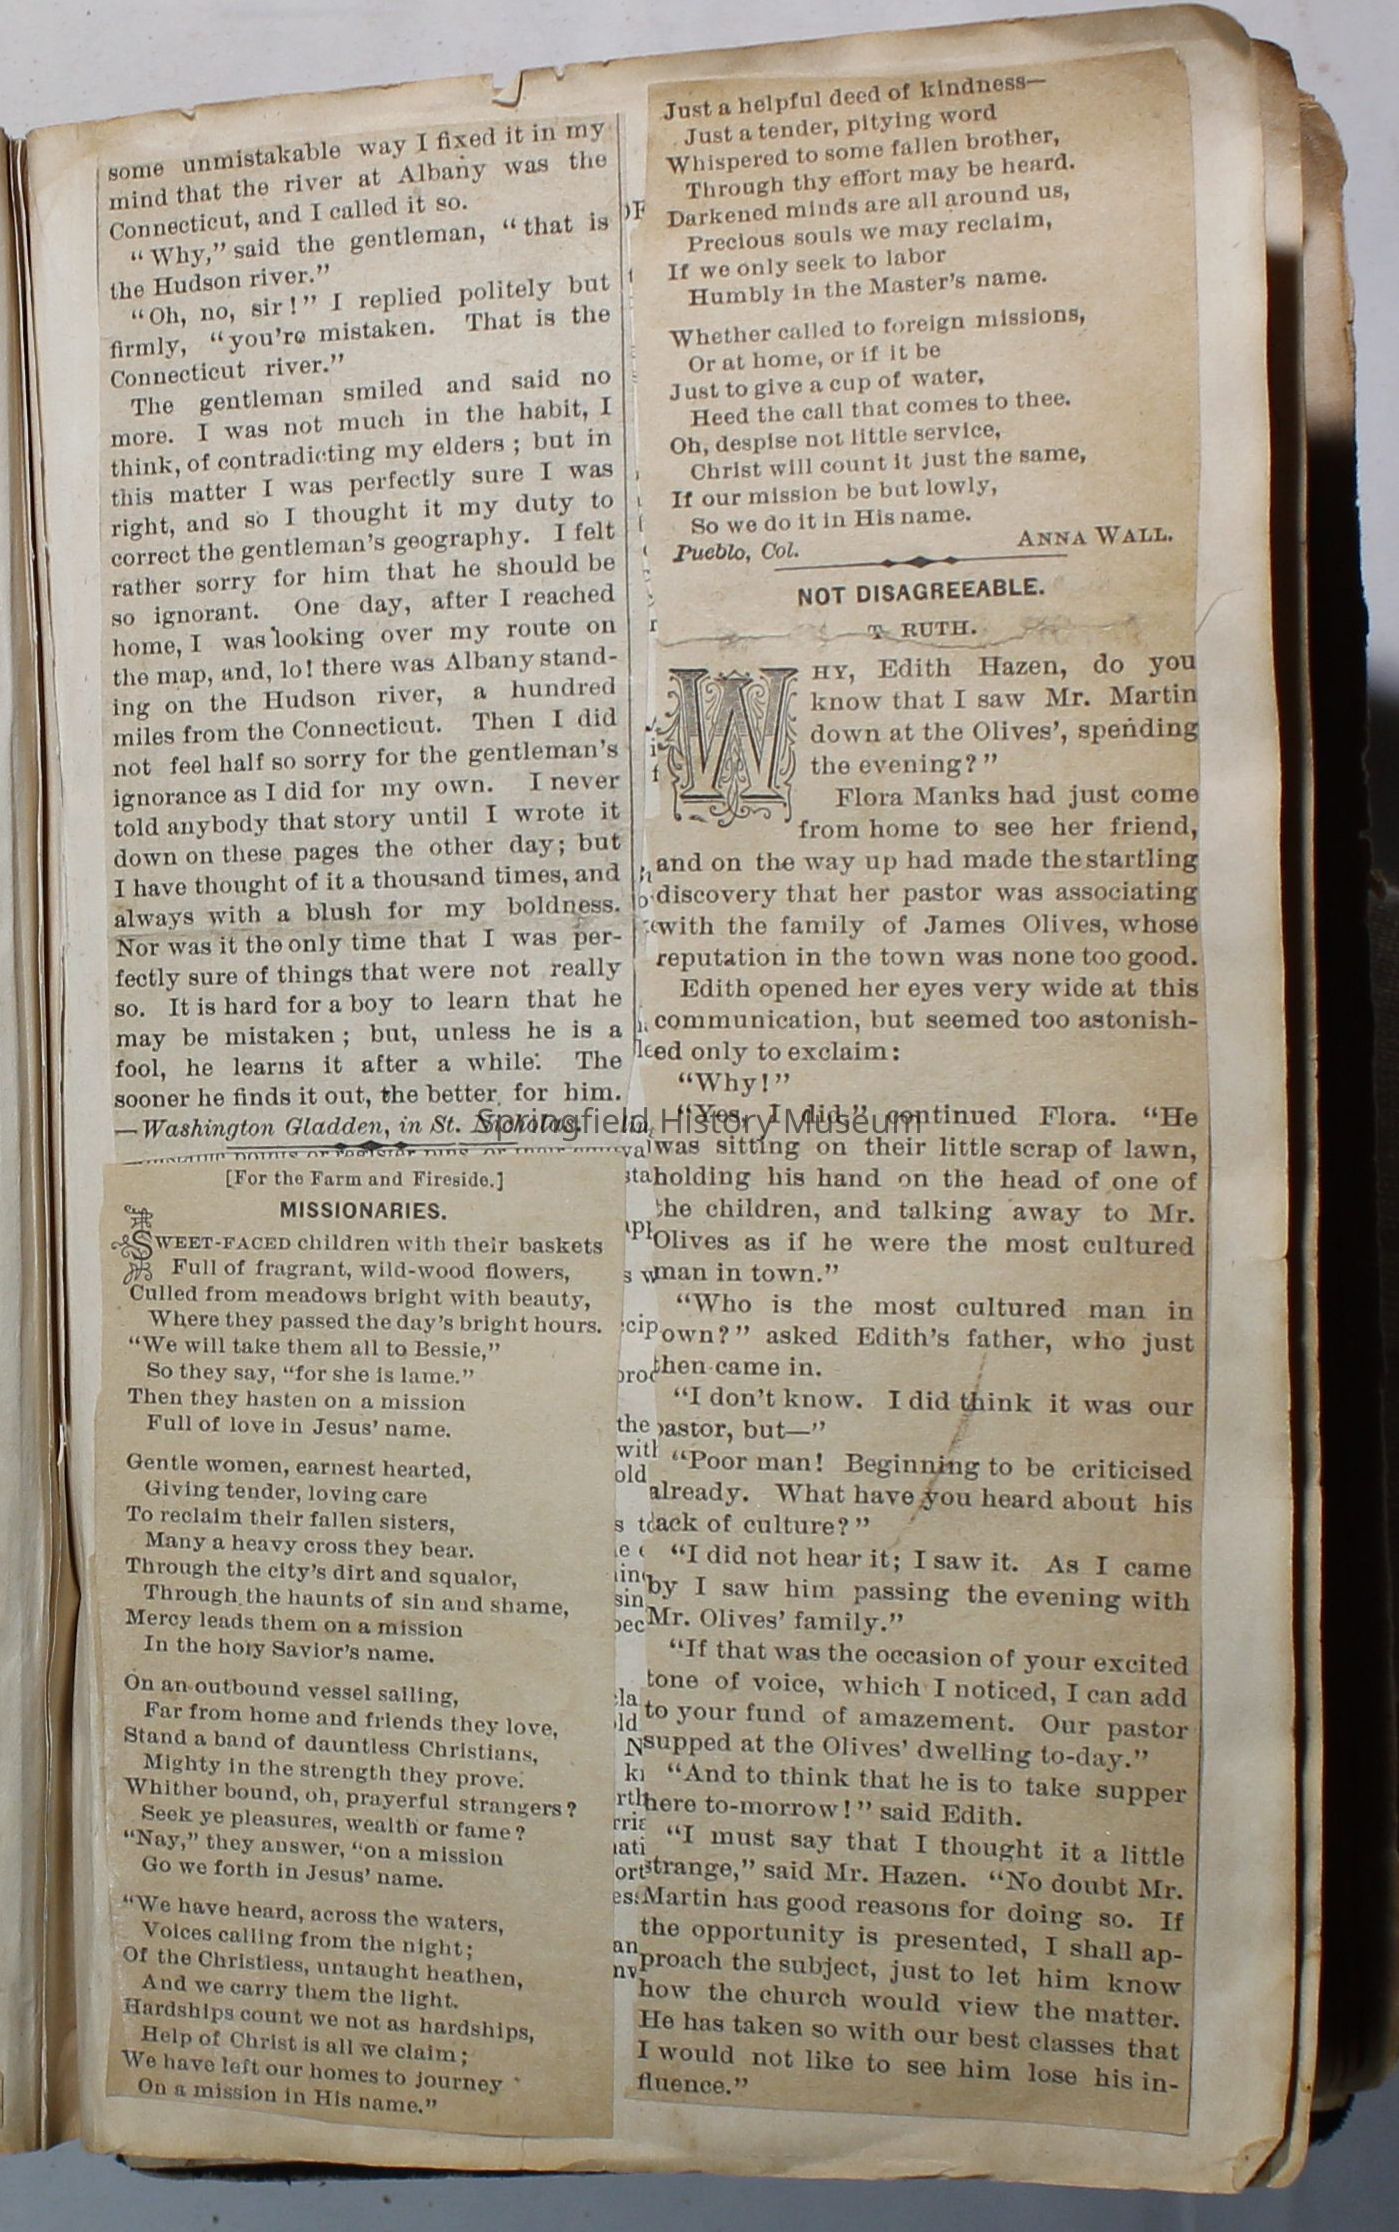 some unmistakable way I fixed it in my
mind that the river at Albany was the
Connecticut, and I called it so.
“Why,” said the gentleman, “that is
the Hudson river.”
“Oh, no, sir!” I replied politely but
firmly, “you're mistaken. That is the
Connecticut river.”
The gentleman smiled and said no
more. I was not much in the habit, I
think, of contradicting my elders; but in
this matter I was perfectly sure I was
right, and so I thought it my duty to
correct the gentleman's geography. I felt
rather sorry for him that he should be
so ignorant. One day, after I reached
home, I was looking over my route on
the map, and, lo! there was Albany stand-
ing on the Hudson river, a hundred
miles from the Connecticut. Then I did
not feel half so sorry for the gentleman's
ignorance as I did for my own. I never
told anybody that story until I wrote it
down on these pages the other day; but
I have thought of it a thousand times, and
always with a blush for my boldness.
Nor was it the only time that I was per-
fectly sure of things that were not really
so. It is hard for a boy to learn that he
may be mistaken; but, unless he is a
fool, he learns it after a while. The
sooner he finds it out, the better for him.
—Washington Gladden, in St. Nicholas.
[For the Farm and Fireside.]
MISSIONARIES.
SWEET-FACED children with their baskets
Full of fragrant, wild-wood flowers,
Culled from meadows bright with beauty,
Where they passed the day's bright hours.
“We will take them all to Bessie,”
So they say, “for she is lame.”
Then they hasten on a mission
Full of love in Jesus' name.
Gentle women, earnest hearted,
Giving tender, loving care
To reclaim their fallen sisters,
Many a heavy cross they bear.
Through the city's dirt and squalor,
Through the haunts of sin and shame,
Mercy leads them on a mission
In the holy Savior's name.
On an outbound vessel sailing,
Far from home and friends they love,
Stand a band of dauntless Christians,
Mighty in the strength they prove.
Whither bound, oh, prayerful strangers?
Seek ye pleasures, wealth or fame?
“Nay,” they answer, “on a mission
Go we forth in Jesus' name.
“We have heard, across the waters,
Voices calling from the night;
Of the Christless, untaught heathen,
And we carry them the light.
Hardships count we not as hardships,
Help of Christ is all we claim;
We have left our homes to journey
On a mission in His name.”
Just a helpful deed of kindness—
Just a tender, pitying word
Whispered to some fallen brother,
Through thy effort may be heard.
Darkened minds are all around us,
Precious souls we may reclaim,
If we only seek to labor
Humbly in the Master's name.
Whether called to foreign missions,
Or at home, or if it be
Just to give a cup of water,
Heed the call that comes to thee.
Oh, despise not little service,
Christ will count it just the same,
If our mission be but lowly,
So we do it in His name.
Pueblo, Col. ANNA WALL.
NOT DISAGREEABLE.
T. RUTH.
WHY, Edith Hazen, do you
know that I saw Mr. Martin
down at the Olives', spending
the evening?”
Flora Manks had just come
from home to see her friend,
and on the way up had made the startling
discovery that her pastor was associating
with the family of James Olives, whose
reputation in the town was none too good.
Edith opened her eyes very wide at this
communication, but seemed too astonish-
ed only to exclaim:
“Why!”
“Yes, I did,” continued Flora. “He
was sitting on their little scrap of lawn,
holding his hand on the head of one of
the children, and talking away to Mr.
Olives as if he were the most cultured
man in town.”
“Who is the most cultured man in
own?” asked Edith's father, who just
then came in.
“I don't know. I did think it was our
pastor, but—”
“Poor man! Beginning to be criticised
already. What have you heard about his
lack of culture?”
“I did not hear it; I saw it. As I came
by I saw him passing the evening with
Mr. Olives' family.”
“If that was the occasion of your excited
tone of voice, which I noticed, I can add
to your fund of amazement. Our pastor
supped at the Olives' dwelling to-day.”
“And to think that he is to take supper
here to-morrow!” said Edith.
“I must say that I thought it a little
strange,” said Mr. Hazen. “No doubt Mr.
Martin has good reasons for doing so. If
the opportunity is presented, I shall ap-
proach the subject, just to let him know
how the church would view the matter.
He has taken so with our best classes that
I would not like to see him lose his in-
fluence.”
Springfield History Museum